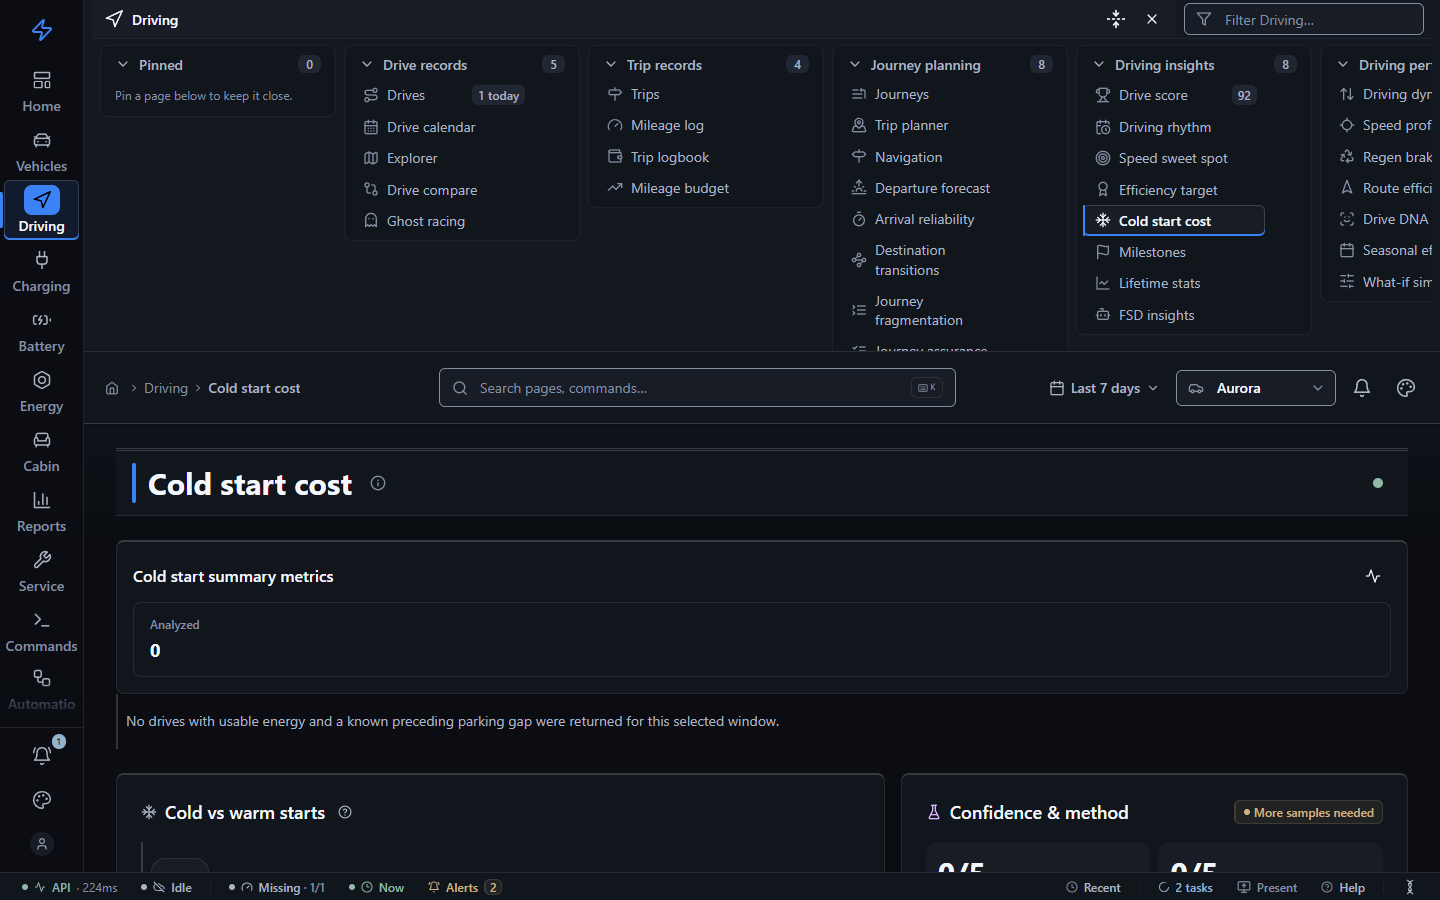 Driving
Filter Driving...
Pinned 0
Pin a page below to keep it close.
Drive records 5
Drives 1 today
Drive calendar
Explorer
Drive compare
Ghost racing
Trip records 4
Trips
Mileage log
Trip logbook
Mileage budget
Journey planning 8
Journeys
Trip planner
Navigation
Departure forecast
Arrival reliability
Destination
transitions
Journey
fragmentation
Journey assurance
Driving insights 8
Drive score 92
Driving rhythm
Speed sweet spot
Efficiency target
Cold start cost
Milestones
Lifetime stats
FSD insights
Driving per
Driving dyn
Speed prof
Regen brak
Route effici
Drive DNA
Seasonal ef
What-if sim
Home
Vehicles
Driving
Charging
Battery
Energy
Cabin
Reports
Service
Commands
Automatio
1
Driving
Cold start cost
Search pages, commands...
K
Last 7 days
Aurora
Cold start cost
Cold start summary metrics
Analyzed
0
No drives with usable energy and a known preceding parking gap were returned for this selected window.
Cold vs warm starts
Confidence & method
More samples needed
0/5 0/5
API · 224ms
Idle
Missing · 1/1
Now
Alerts 2
Recent
2 tasks
Present
Help